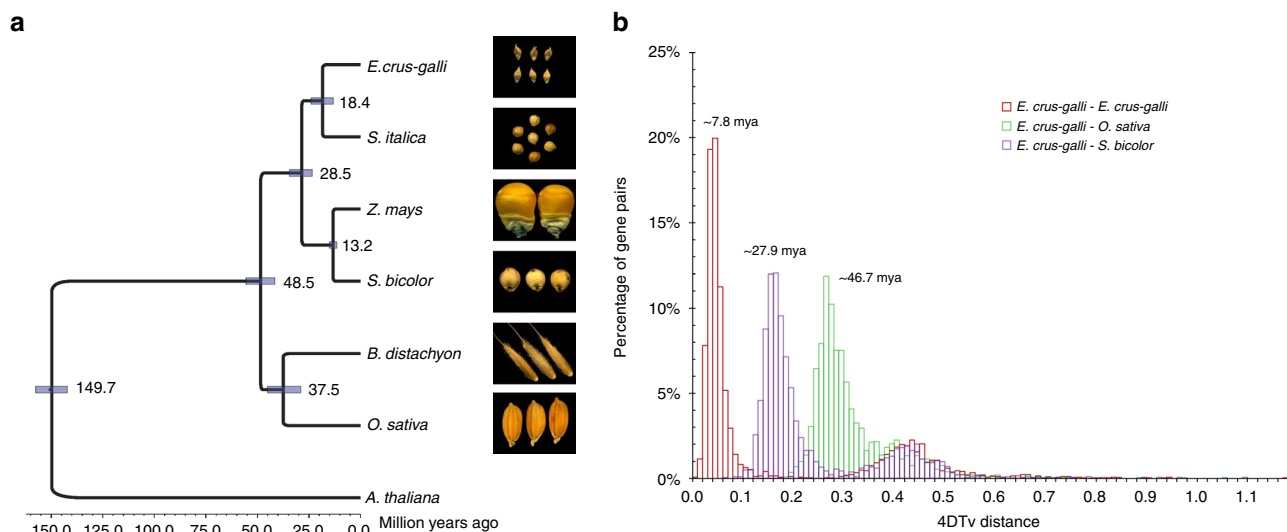 a
E.crus-galli
18.4
S. italica
28.5
Z. mays
13.2
S. bicolor
48.5
B. distachyon
149.7
37.5
O. sativa
A. thaliana
150.0 125.0 100.0 75.0 50.0 25.0 0.0 Million years ago
b
25%
20%
15%
10%
5%
0%
Percentage of gene pairs
~7.8 mya
~27.9 mya
~46.7 mya
E. crus-galli - E. crus-galli
E. crus-galli - O. sativa
E. crus-galli - S. bicolor
0.0 0.1 0.2 0.3 0.4 0.5 0.6 0.7 0.8 0.9 1.0 1.1
4DTv distance